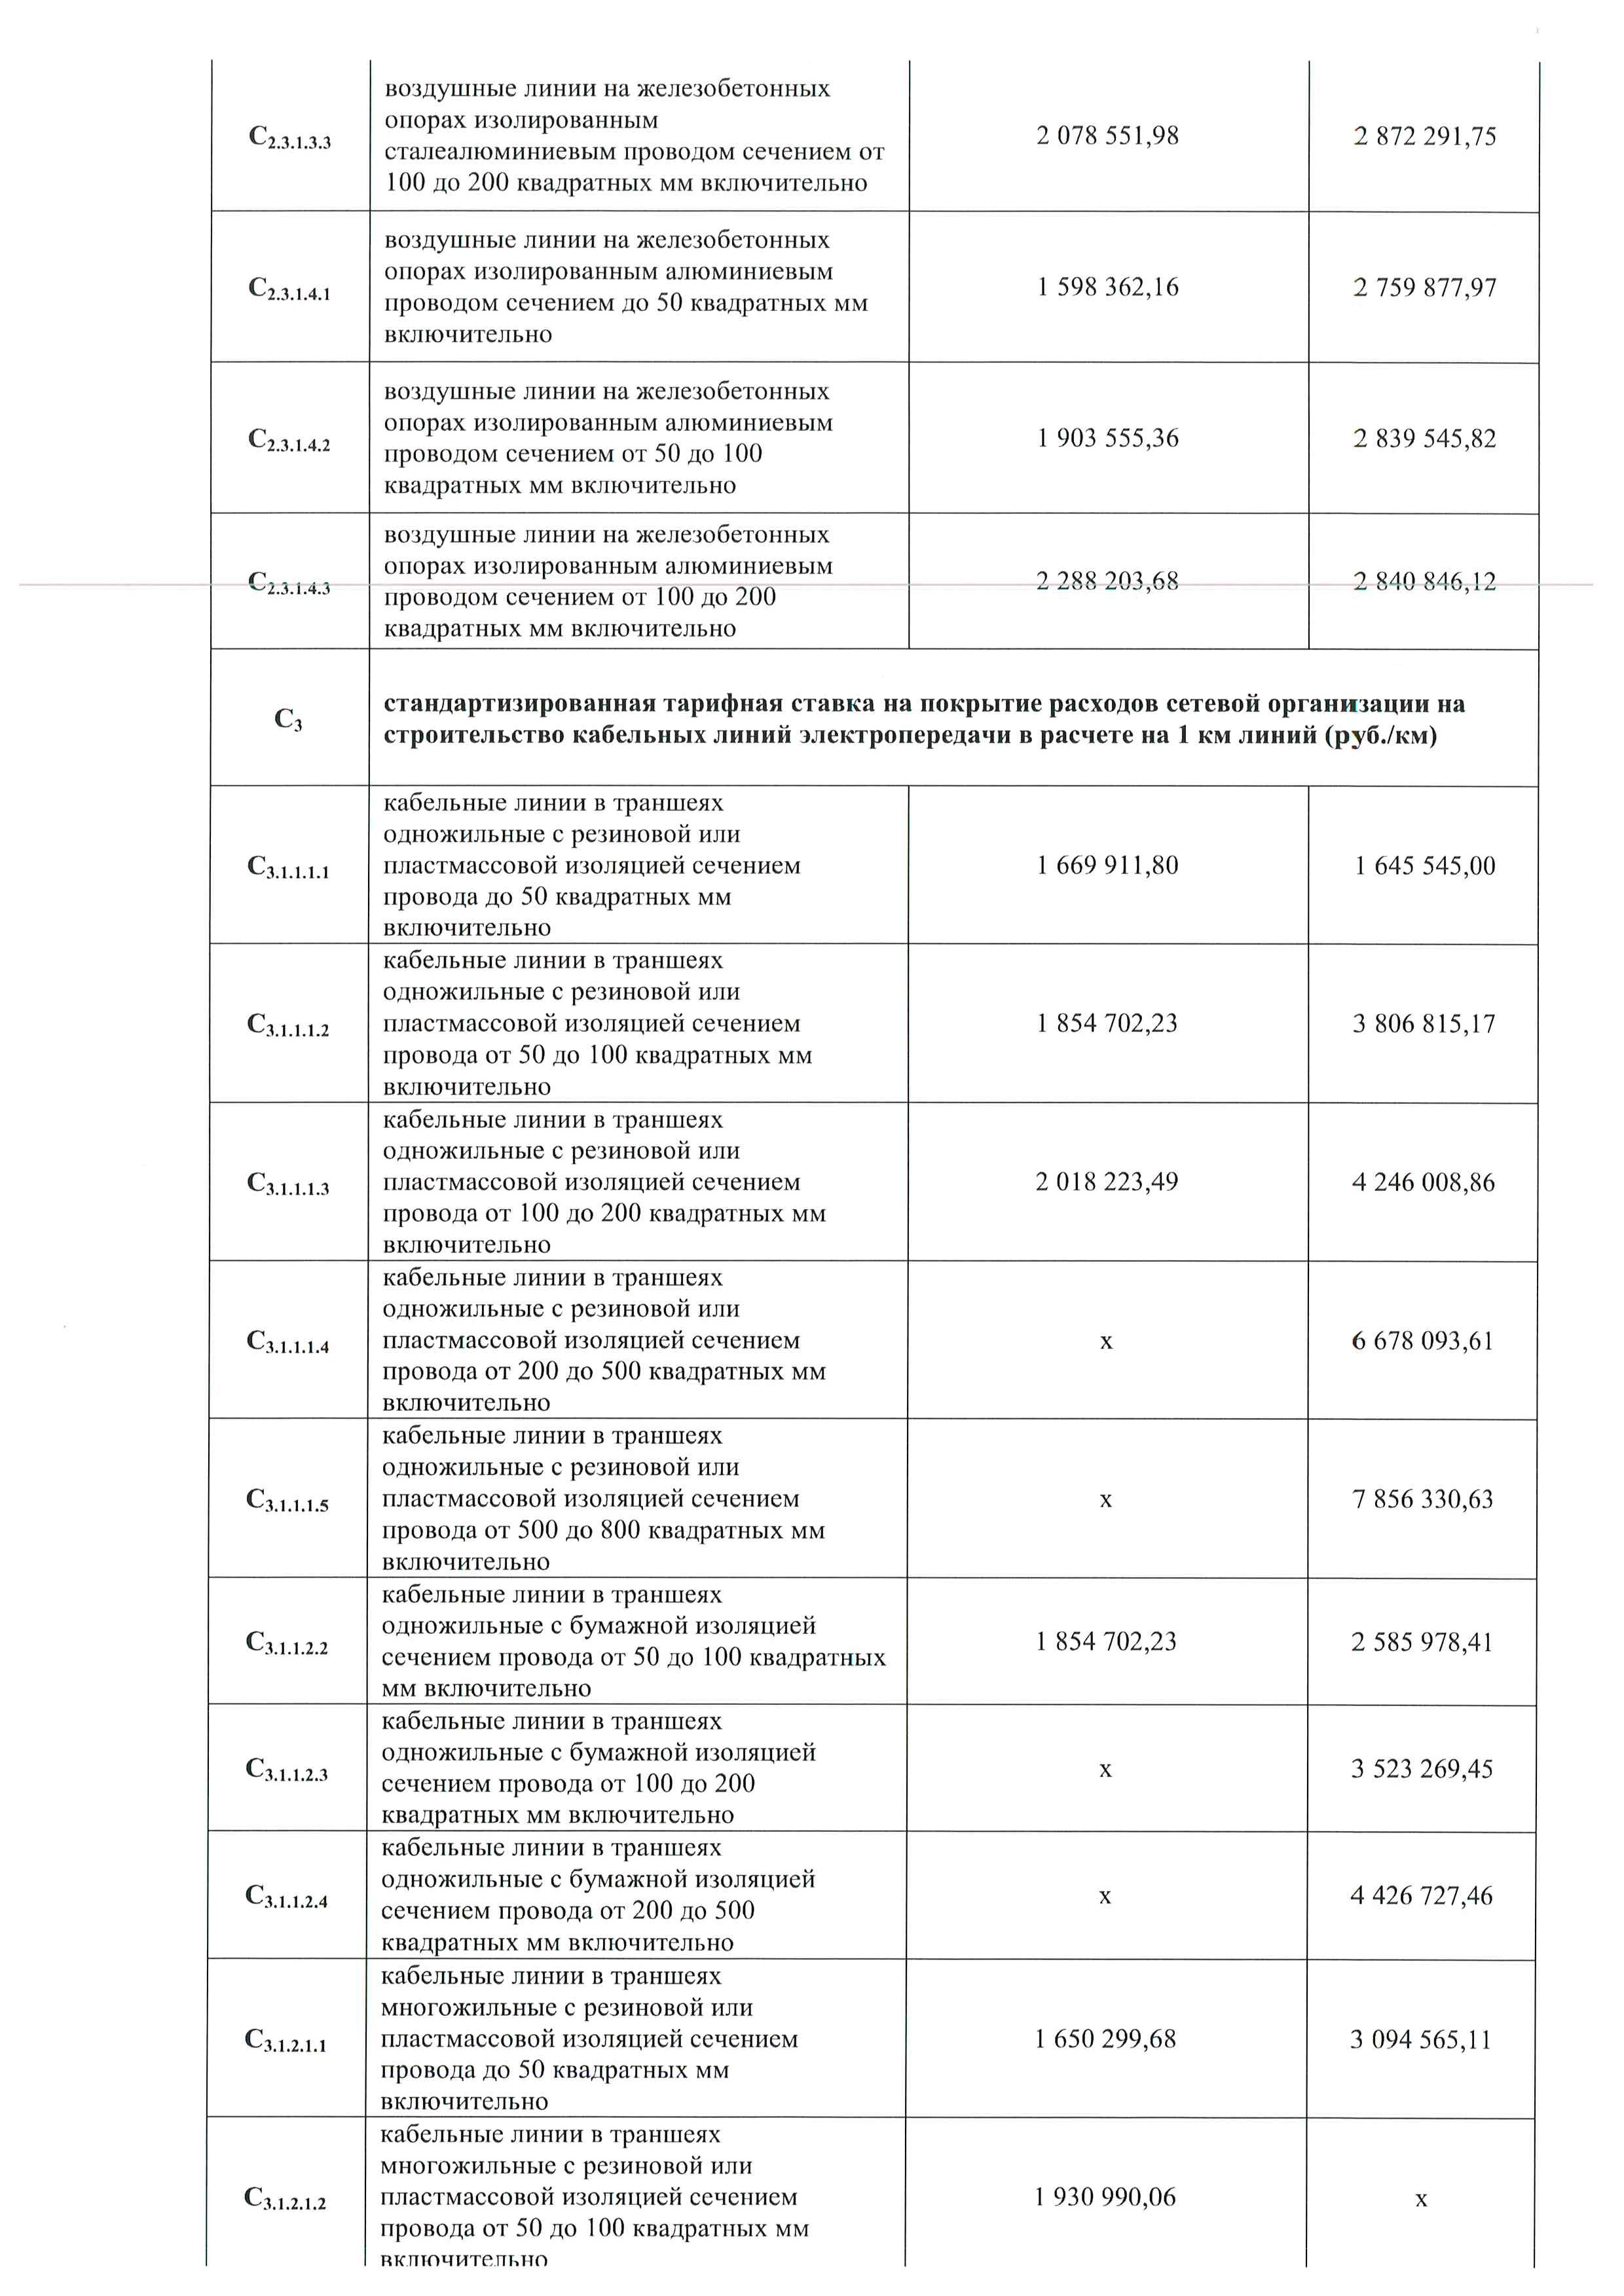 С2.3.1.3.3
воздушные линии на железобетонных
опорах изолированным
сталеалюминиевым проводом сечением от
100 до 200 квадратных мм включительно
2 078 551,98
2 872 291,75
С2.3.1.4.1
воздушные линии на железобетонных
опорах изолированным алюминиевым
проводом сечением до 50 квадратных мм
включительно
1 598 362,16
2 759 877,97
С2.3.1.4.2
воздушные линии на железобетонных
опорах изолированным алюминиевым
проводом сечением от 50 до 100
квадратных мм включительно
1 903 555,36
2 839 545,82
С2.3.1.4.3
воздушные линии на железобетонных
опорах изолированным алюминиевым
проводом сечением от 100 до 200
квадратных мм включительно
2 288 203,68
2 840 846,12
С3
стандартизированная тарифная ставка на покрытие расходов сетевой организации на
строительство кабельных линий электропередачи в расчете на 1 км линий (руб./км)
С3.1.1.1.1
кабельные линии в траншеях
одножильные с резиновой или
пластмассовой изоляцией сечением
провода до 50 квадратных мм
включительно
1 669 911,80
1 645 545,00
С3.1.1.1.2
кабельные линии в траншеях
одножильные с резиновой или
пластмассовой изоляцией сечением
провода от 50 до 100 квадратных мм
включительно
1 854 702,23
3 806 815,17
С3.1.1.1.3
кабельные линии в траншеях
одножильные с резиновой или
пластмассовой изоляцией сечением
провода от 100 до 200 квадратных мм
включительно
2 018 223,49
4 246 008,86
С3.1.1.1.4
кабельные линии в траншеях
одножильные с резиновой или
пластмассовой изоляцией сечением
провода от 200 до 500 квадратных мм
включительно
х
6 678 093,61
С3.1.1.1.5
кабельные линии в траншеях
одножильные с резиновой или
пластмассовой изоляцией сечением
провода от 500 до 800 квадратных мм
включительно
х
7 856 330,63
С3.1.1.2.2
кабельные линии в траншеях
одножильные с бумажной изоляцией
сечением провода от 50 до 100 квадратных
мм включительно
1 854 702,23
2 585 978,41
С3.1.1.2.3
кабельные линии в траншеях
одножильные с бумажной изоляцией
сечением провода от 100 до 200
квадратных мм включительно
х
3 523 269,45
С3.1.1.2.4
кабельные линии в траншеях
одножильные с бумажной изоляцией
сечением провода от 200 до 500
квадратных мм включительно
х
4 426 727,46
С3.1.2.1.1
кабельные линии в траншеях
многожильные с резиновой или
пластмассовой изоляцией сечением
провода до 50 квадратных мм
включительно
1 650 299,68
3 094 565,11
С3.1.2.1.2
кабельные линии в траншеях
многожильные с резиновой или
пластмассовой изоляцией сечением
провода от 50 до 100 квадратных мм
включительно
1 930 990,06
х